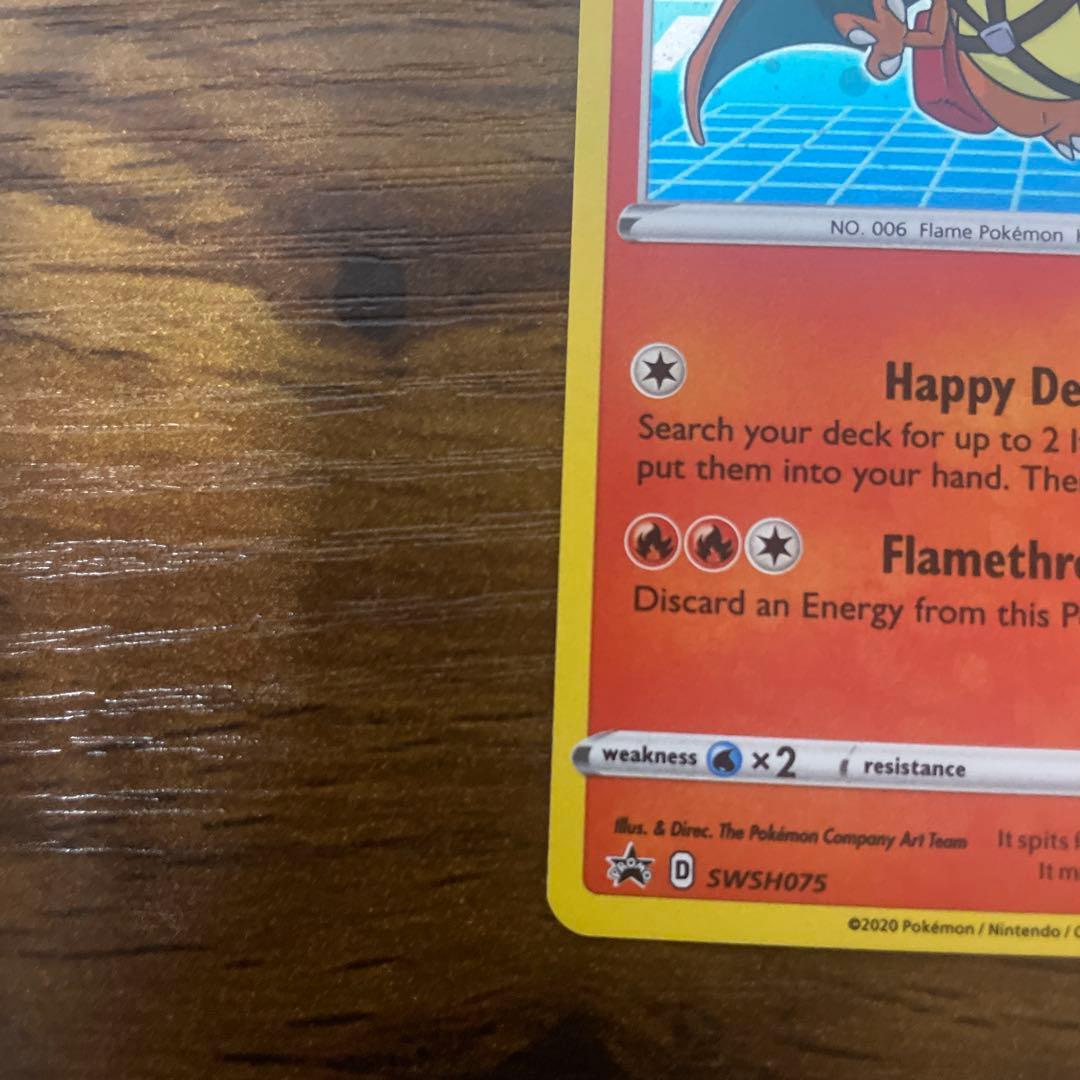 NO. 006 Flame Pokémon
Happy De
Search your deck for up to 2 I
put them into your hand. The
Flamethro
Discard an Energy from this P
weakness ×2 resistance
Illus. & Direc. The Pokémon Company Art Team
It spits f
It m
PROMO D SWSH075
©2020 Pokémon / Nintendo / C